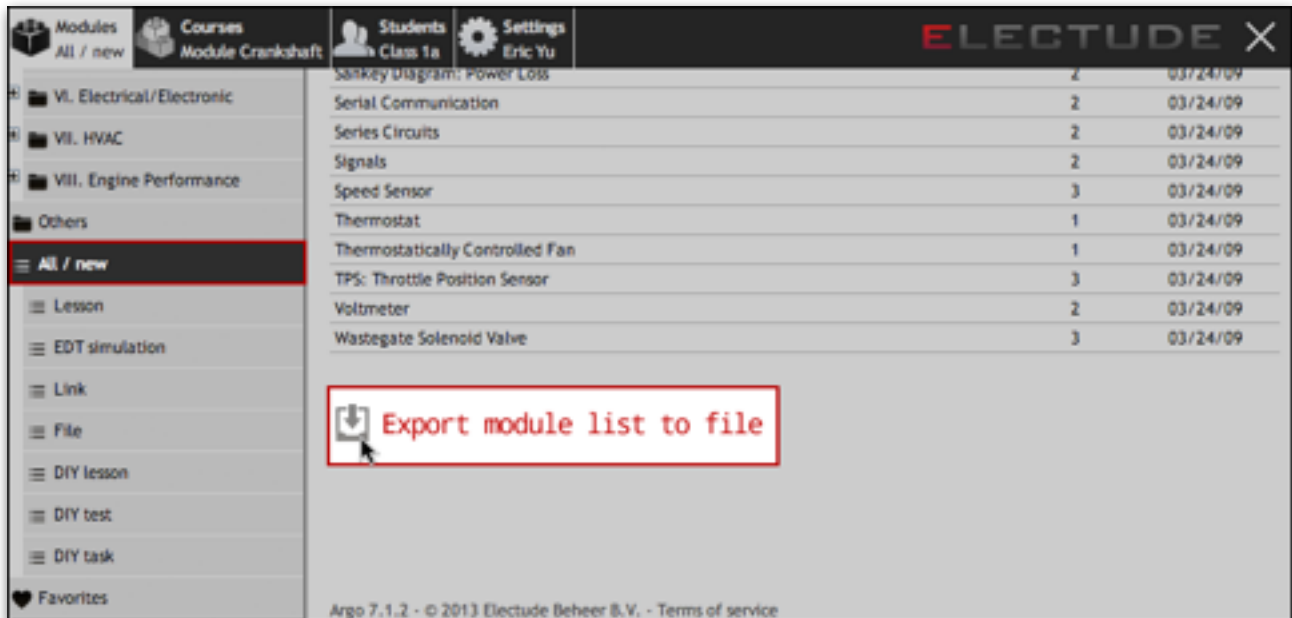 Modules
All / new
Courses
Module Crankshaft
Students
Class 1a
Settings
Eric Yu
ELECTUDE
VI. Electrical/Electronic
VII. HVAC
VIII. Engine Performance
Others
All / new
Lesson
EDT simulation
Link
File
DIY lesson
DIY test
DIY task
Favorites
Sankey Diagram: Power Loss 2 03/24/09
Serial Communication 2 03/24/09
Series Circuits 2 03/24/09
Signals 2 03/24/09
Speed Sensor 3 03/24/09
Thermostat 1 03/24/09
Thermostatically Controlled Fan 1 03/24/09
TPS: Throttle Position Sensor 3 03/24/09
Voltmeter 2 03/24/09
Wastegate Solenoid Valve 3 03/24/09
Export module list to file
Argo 7.1.2 - © 2013 Electude Beheer B.V. - Terms of service